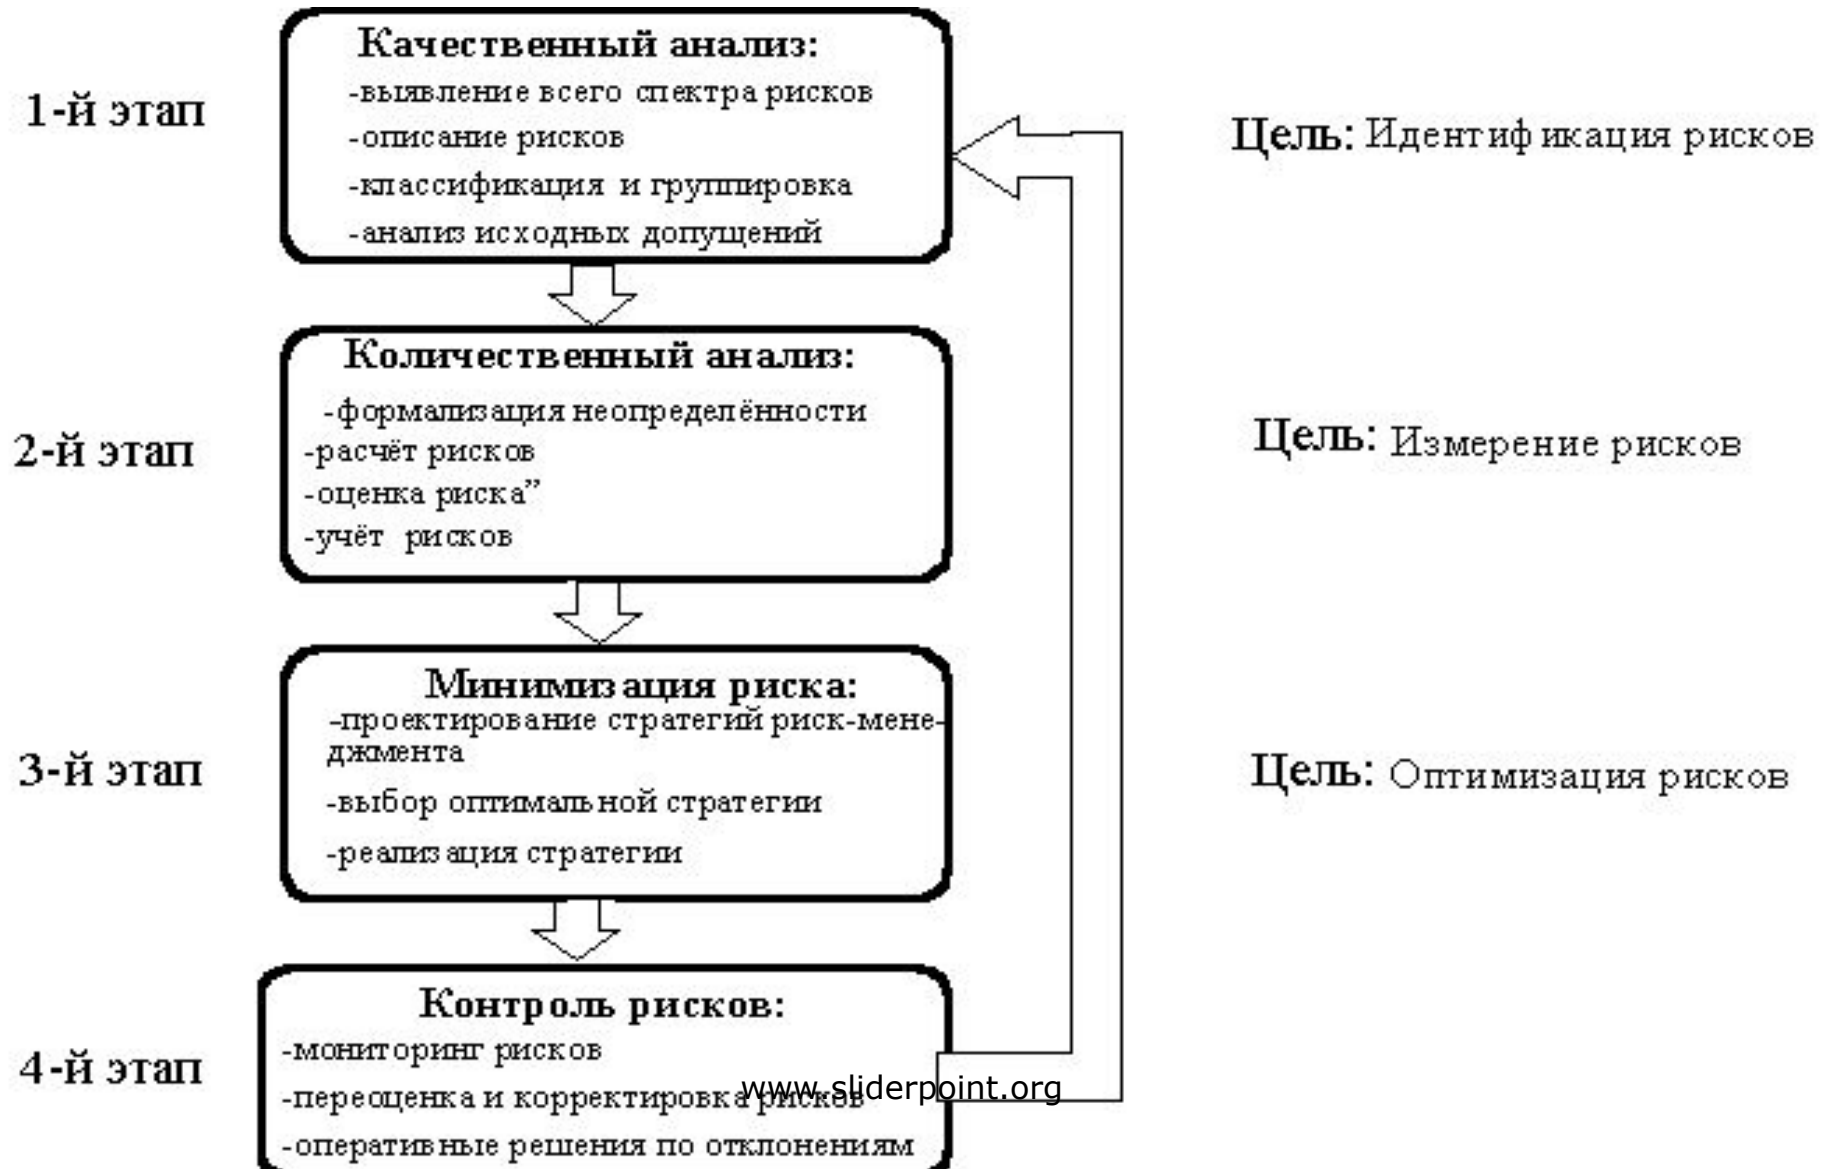 Качественный анализ:
-выявление всего спектра рисков
1-й этап
-описание рисков
Цель: Идентификация рисков
-классификация и группировка
-анализ исходных допущений
Количественный анализ:
-формализация неопределённости
2-й этап
-расчёт рисков
Цель: Измерение рисков
-оценка риска”
-учёт рисков
Минимизация риска:
-проектирование стратегий риск-мене-
джмента
3-й этап
Цель: Оптимизация рисков
-выбор оптимальной стратегии
-реализация стратегии
Контроль рисков:
-мониторинг рисков
4-й этап
-переоценка и корректировка рисков
www.sliderpoint.org
-оперативные решения по отклонениям